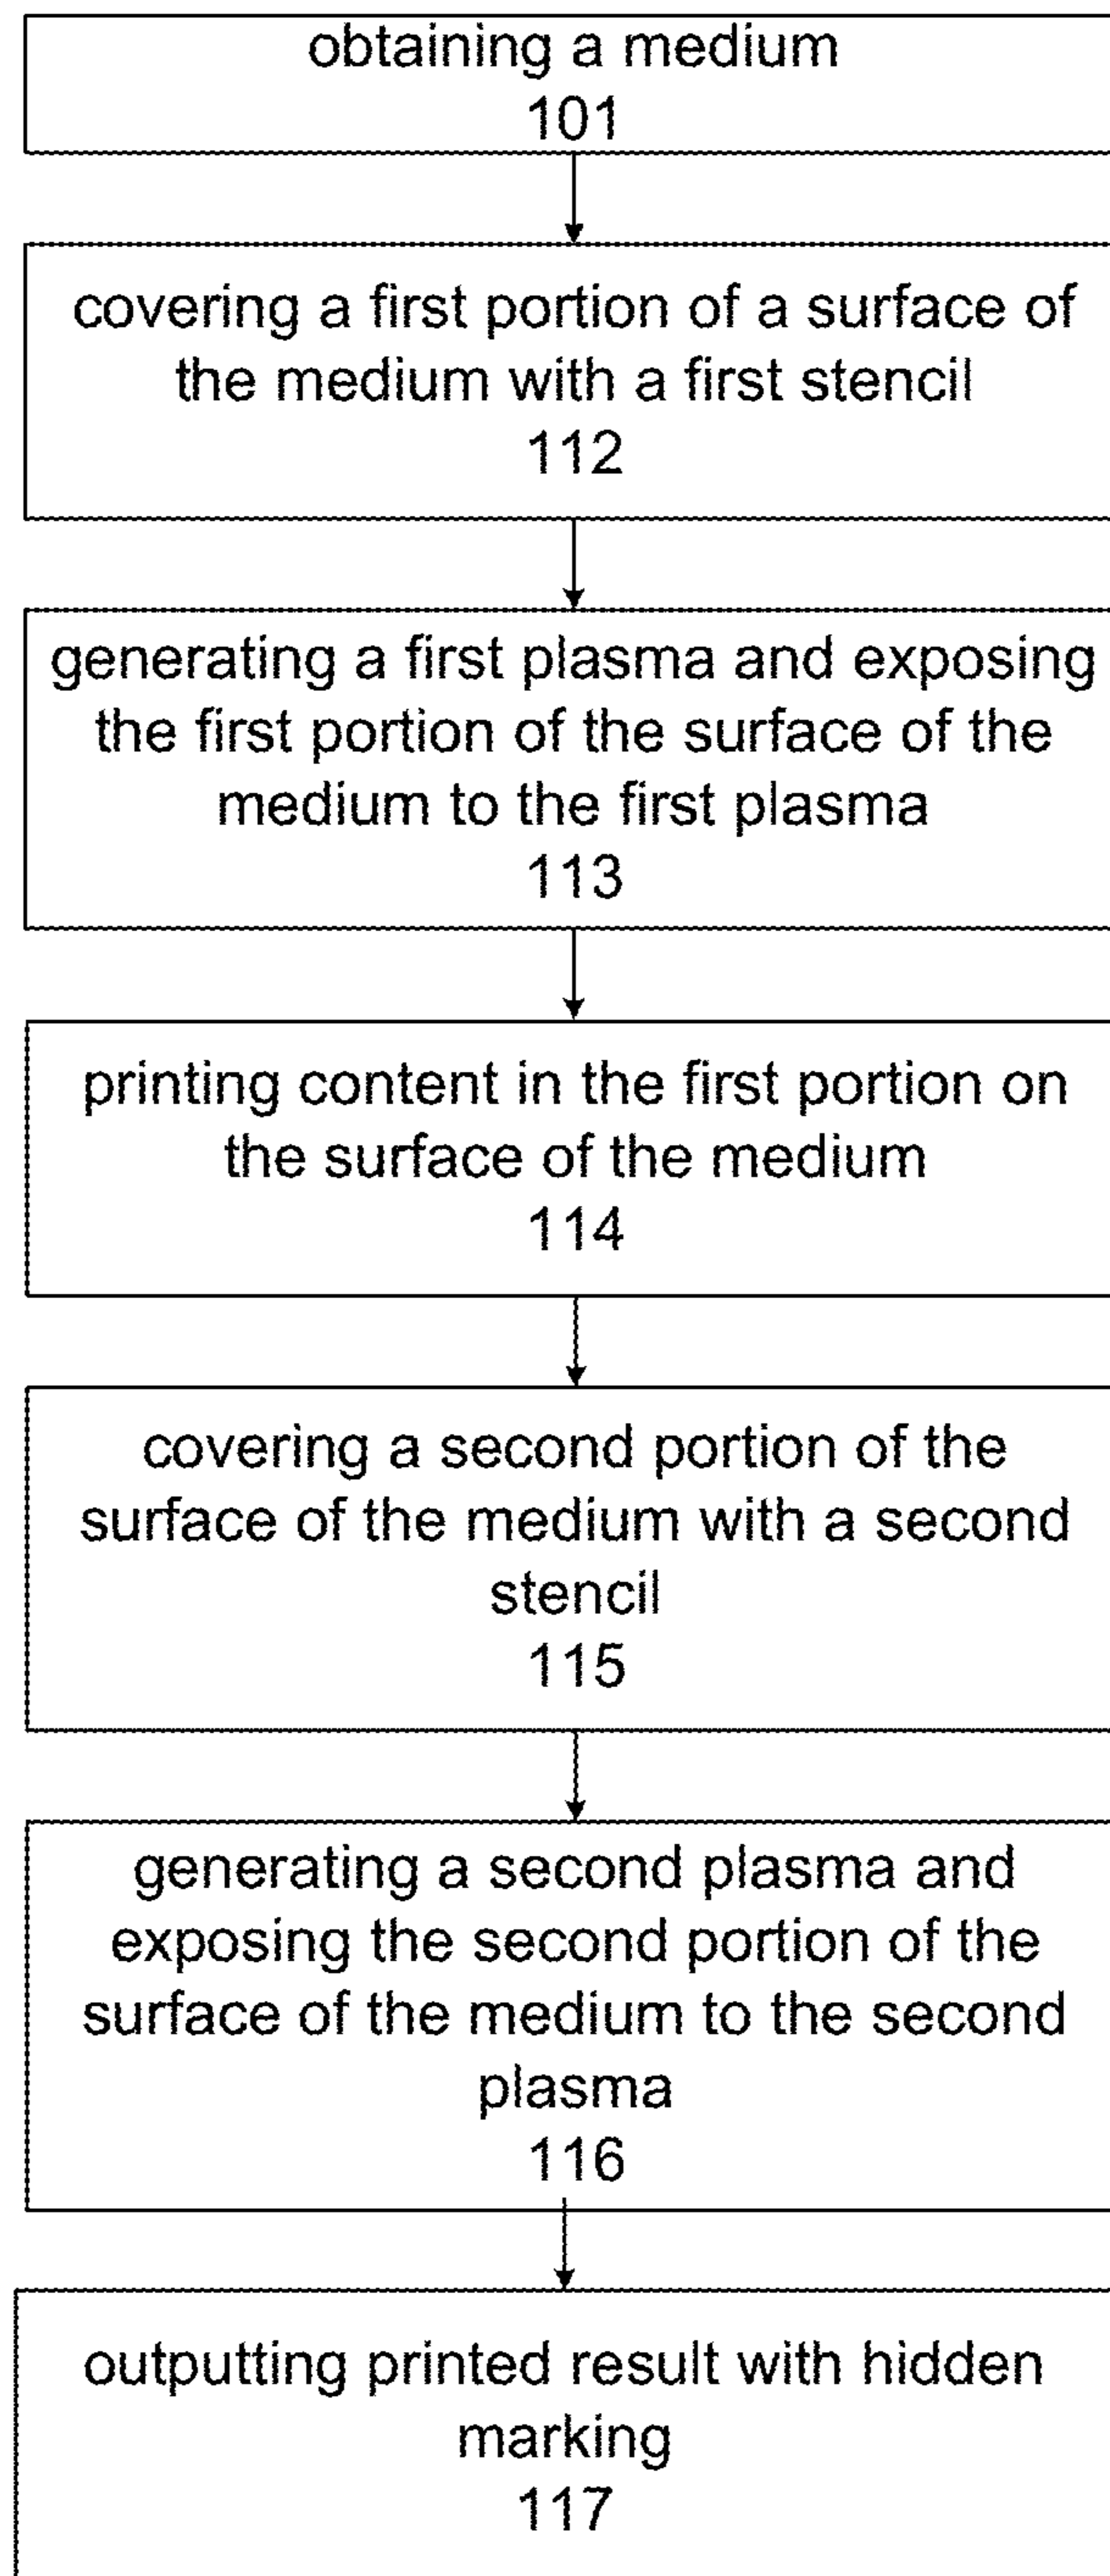 obtaining a medium
101
covering a first portion of a surface of
the medium with a first stencil
112
generating a first plasma and exposing
the first portion of the surface of the
medium to the first plasma
113
printing content in the first portion on
the surface of the medium
114
covering a second portion of the
surface of the medium with a second
stencil
115
generating a second plasma and
exposing the second portion of the
surface of the medium to the second
plasma
116
outputting printed result with hidden
marking
117